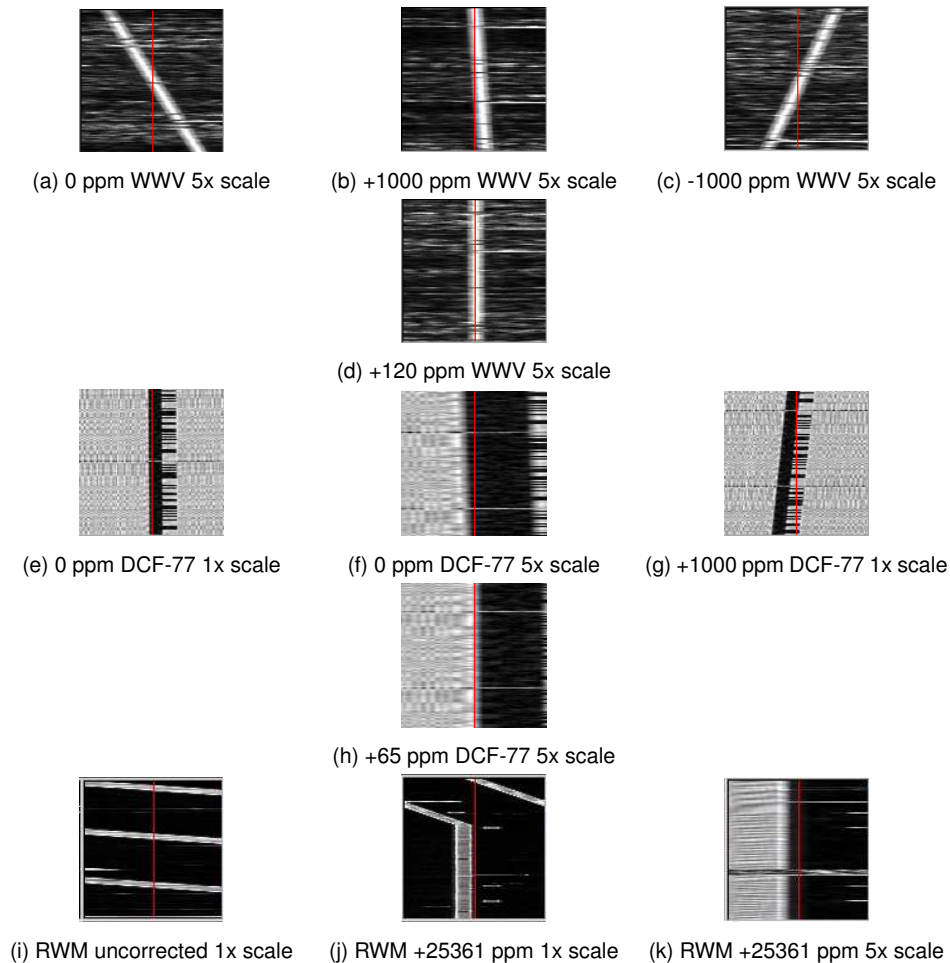 (a) 0 ppm WWV 5x scale
(b) +1000 ppm WWV 5x scale
(c) -1000 ppm WWV 5x scale
(d) +120 ppm WWV 5x scale
(e) 0 ppm DCF-77 1x scale
(f) 0 ppm DCF-77 5x scale
(g) +1000 ppm DCF-77 1x scale
(h) +65 ppm DCF-77 5x scale
(i) RWM uncorrected 1x scale
(j) RWM +25361 ppm 1x scale
(k) RWM +25361 ppm 5x scale